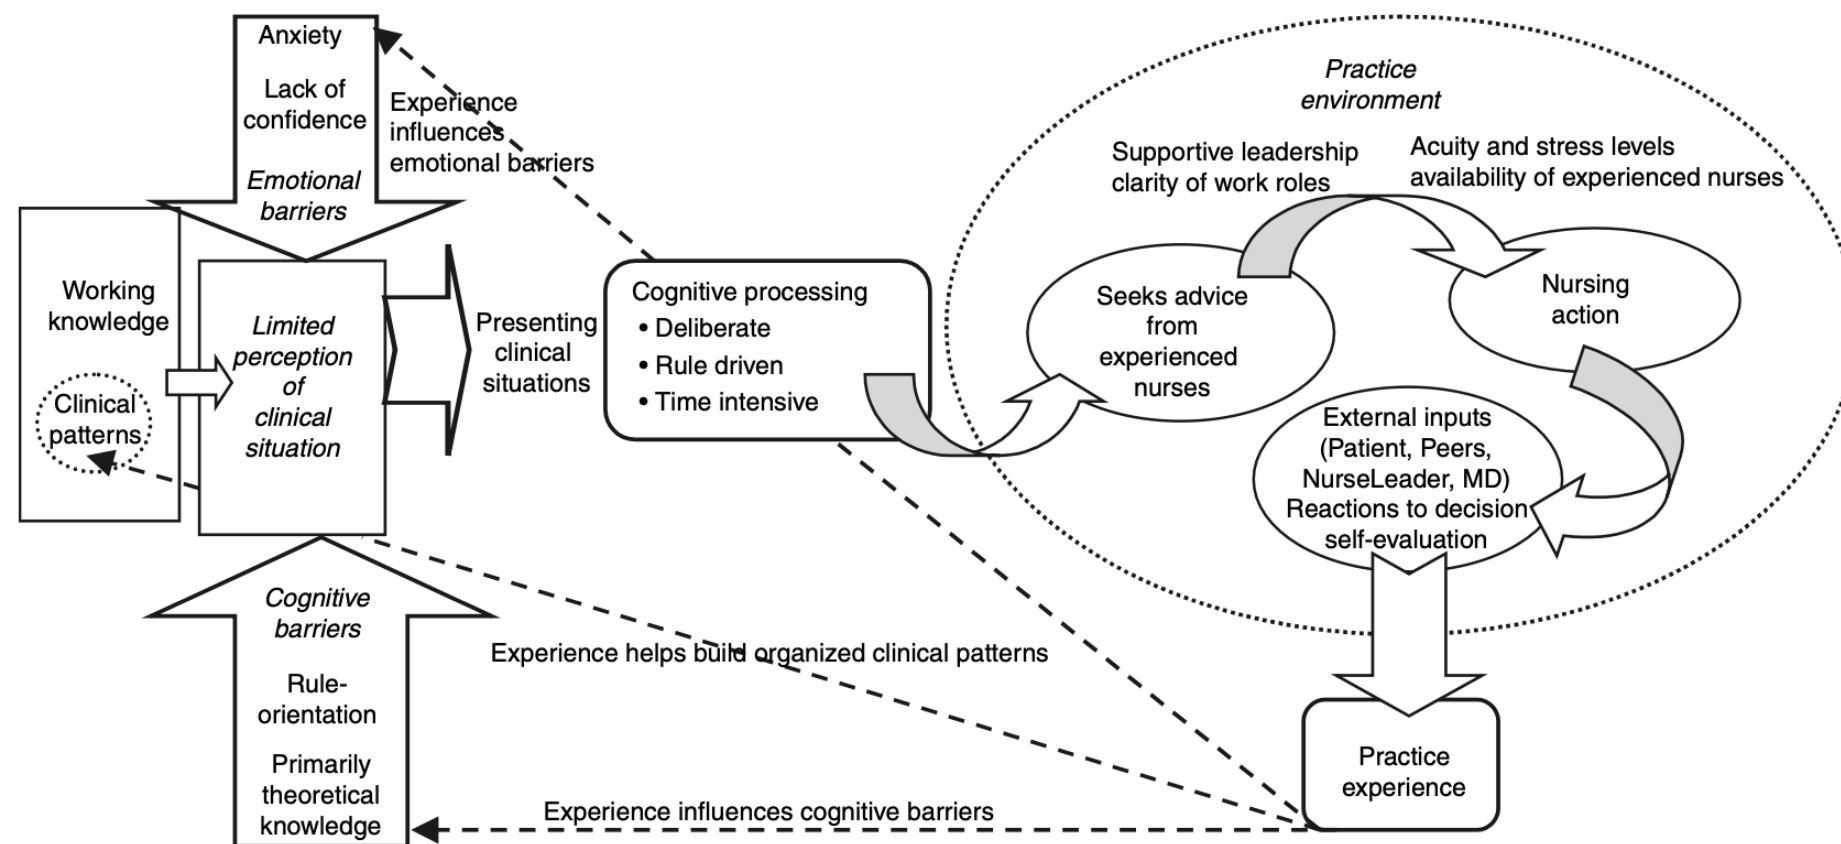 Anxiety
Lack of
confidence
Emotional
barriers
Experience
influences
emotional barriers
Working
knowledge
Clinical
patterns
Limited
perception
of
clinical
situation
Presenting
clinical
situations
Cognitive processing
• Deliberate
• Rule driven
• Time intensive
Practice
environment
Supportive leadership
clarity of work roles
Acuity and stress levels
availability of experienced nurses
Seeks advice
from
experienced
nurses
Nursing
action
External inputs
(Patient, Peers,
NurseLeader, MD)
Reactions to decision
self-evaluation
Cognitive
barriers
Rule-
orientation
Primarily
theoretical
knowledge
Experience helps build organized clinical patterns
Experience influences cognitive barriers
Practice
experience